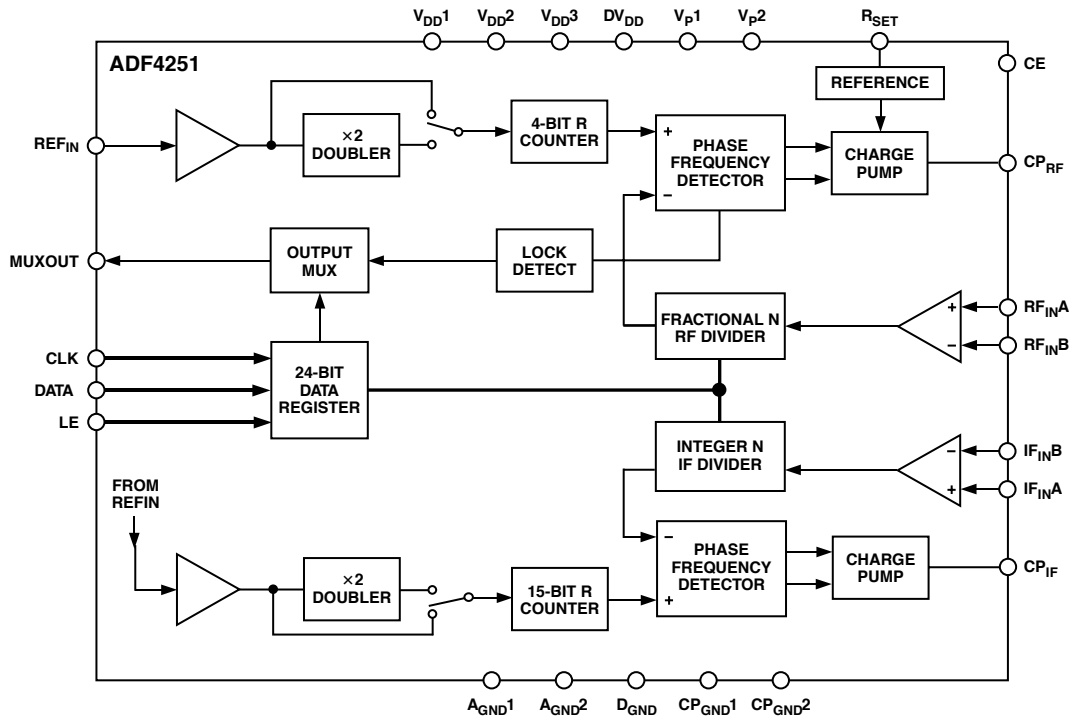 VDD1 VDD2 VDD3 DVDD VP1 VP2 RSET
ADF4251
CE
REFERENCE
REFIN
×2
DOUBLER
4-BIT R
COUNTER
+
−
PHASE
FREQUENCY
DETECTOR
CHARGE
PUMP
CPRF
MUXOUT
OUTPUT
MUX
LOCK
DETECT
FRACTIONAL N
RF DIVIDER
+
−
RFINA
RFINB
CLK
DATA
LE
24-BIT
DATA
REGISTER
INTEGER N
IF DIVIDER
−
+
IFINB
IFINA
FROM
REFIN
×2
DOUBLER
15-BIT R
COUNTER
−
+
PHASE
FREQUENCY
DETECTOR
CHARGE
PUMP
CPIF
AGND1 AGND2 DGND CPGND1 CPGND2